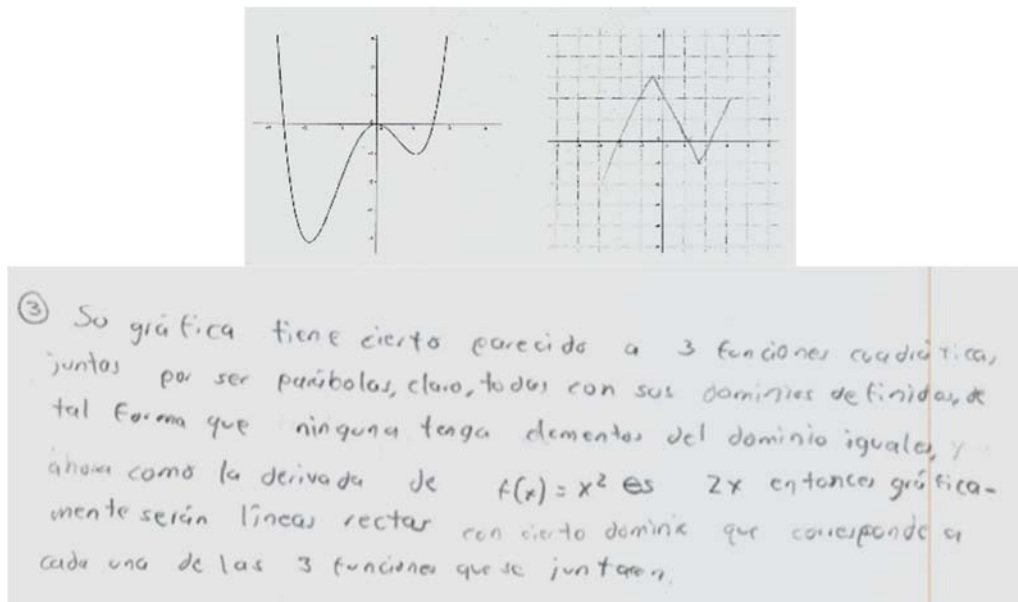 ③ Su gráfica tiene cierto parecido a 3 funciones cuadráticas
juntas por ser parábolas, claro, todas con sus dominios definidos, de
tal forma que ninguna tenga elementos del dominio iguales, y
ahora como la derivada de f(x) = x² es 2x entonces gráfica-
mente serán líneas rectas con cierto dominio que corresponde a
cada una de las 3 funciones que se juntaron.